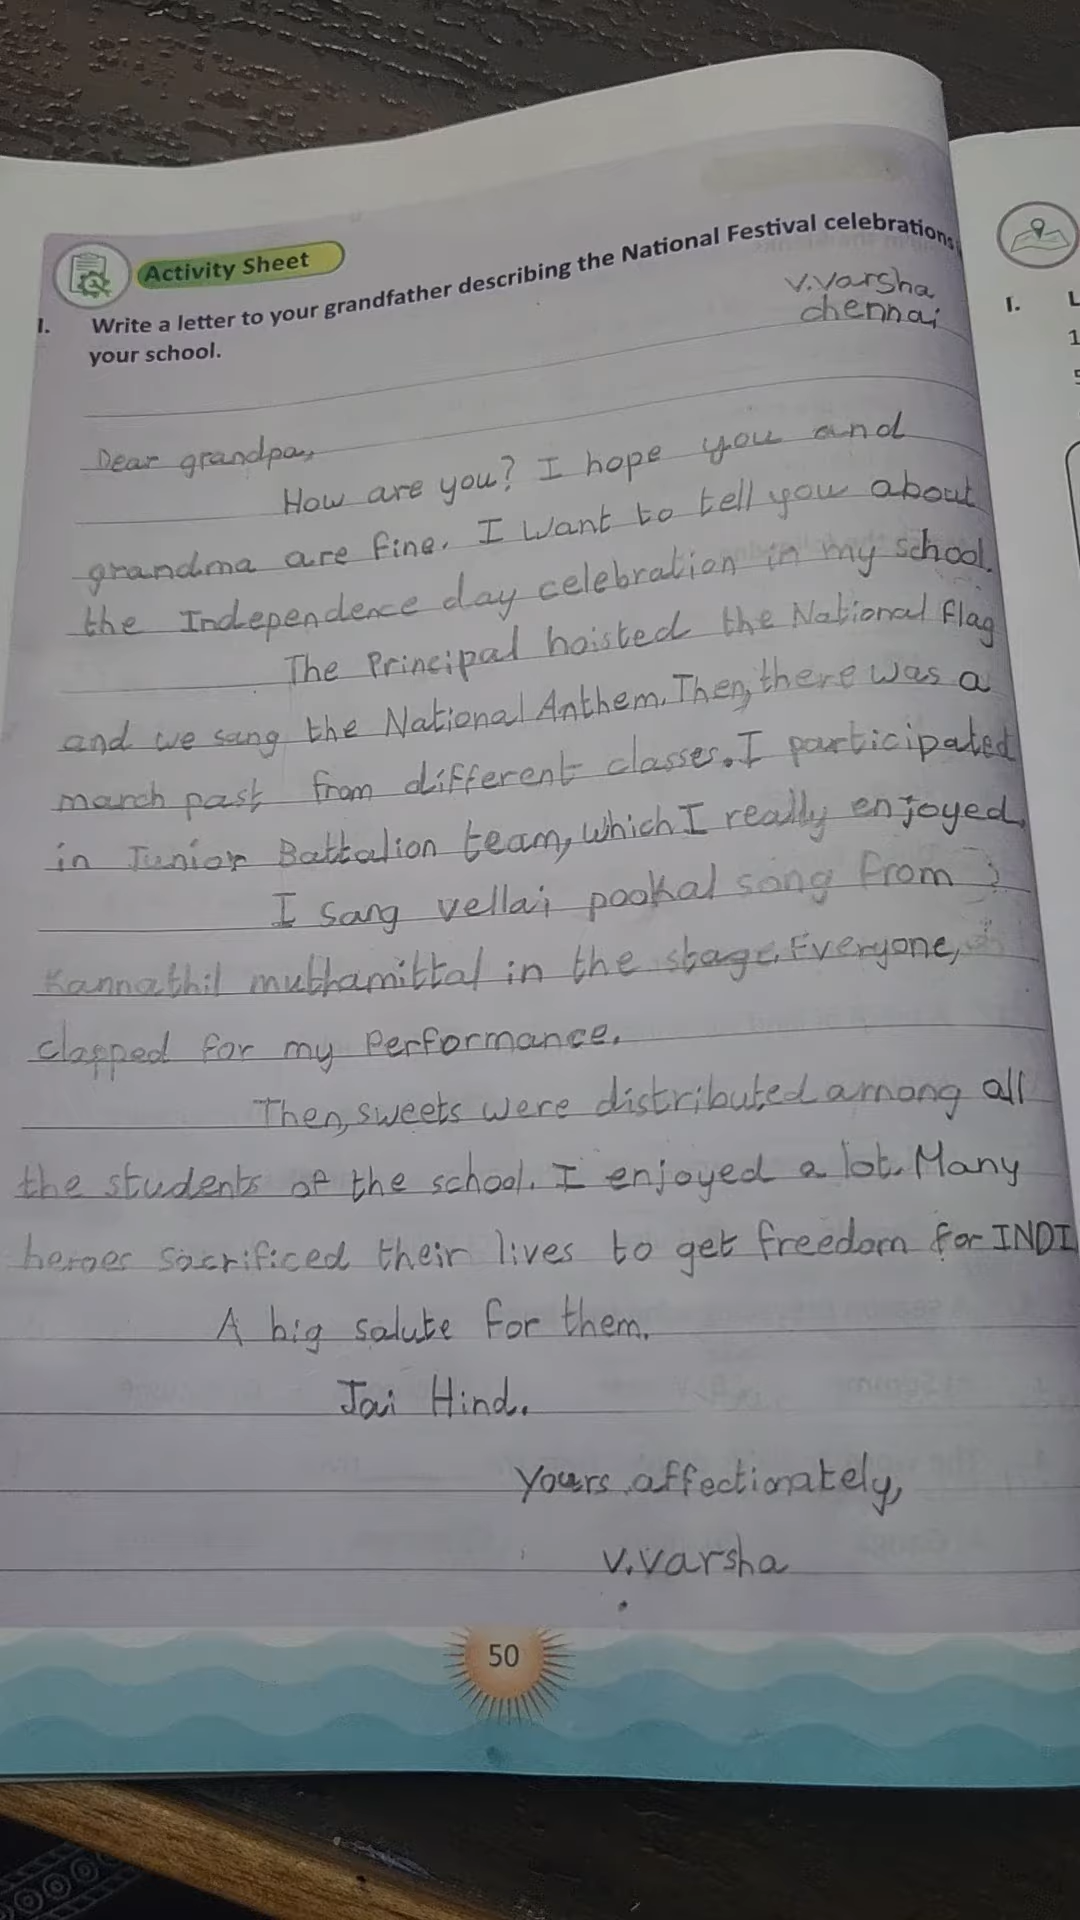 Activity Sheet
I. Write a letter to your grandfather describing the National Festival celebrations
your school.
V.Varsha
chennai
Dear grandpa,
How are you? I hope you and
grandma are fine. I Want to tell you about
the Independence day celebration in my school.
The Principal hoisted the National flag
and we sang the National Anthem. Then, there was a
march past from different classes. I participated
in Junior Battalion team, which I really enjoyed.
I sang vellai pookal song from
kannathil muthamittal in the stage. Everyone,
clapped for my Performance.
Then, sweets were distributed among all
the students of the school. I enjoyed a lot. Many
heroes sacrificed their lives to get freedom for INDI
A big salute for them.
Jai Hind.
Yours affectionately,
V.Varsha
50
I. L
1
5